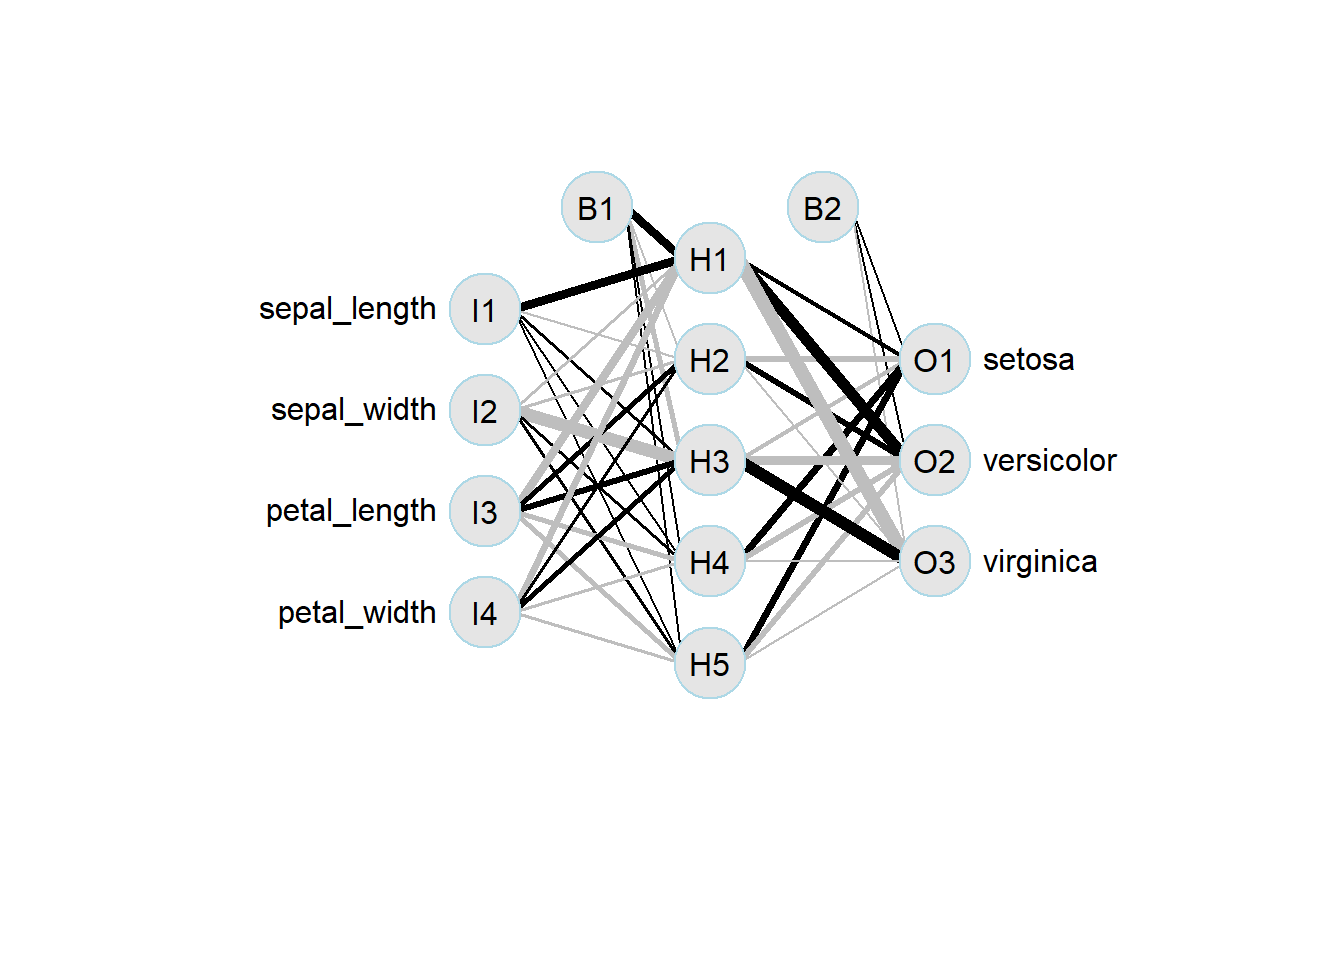 B1
B2
H1
sepal_length I1
H2
O1 setosa
sepal_width I2
H3
O2 versicolor
petal_length I3
H4
O3 virginica
petal_width I4
H5